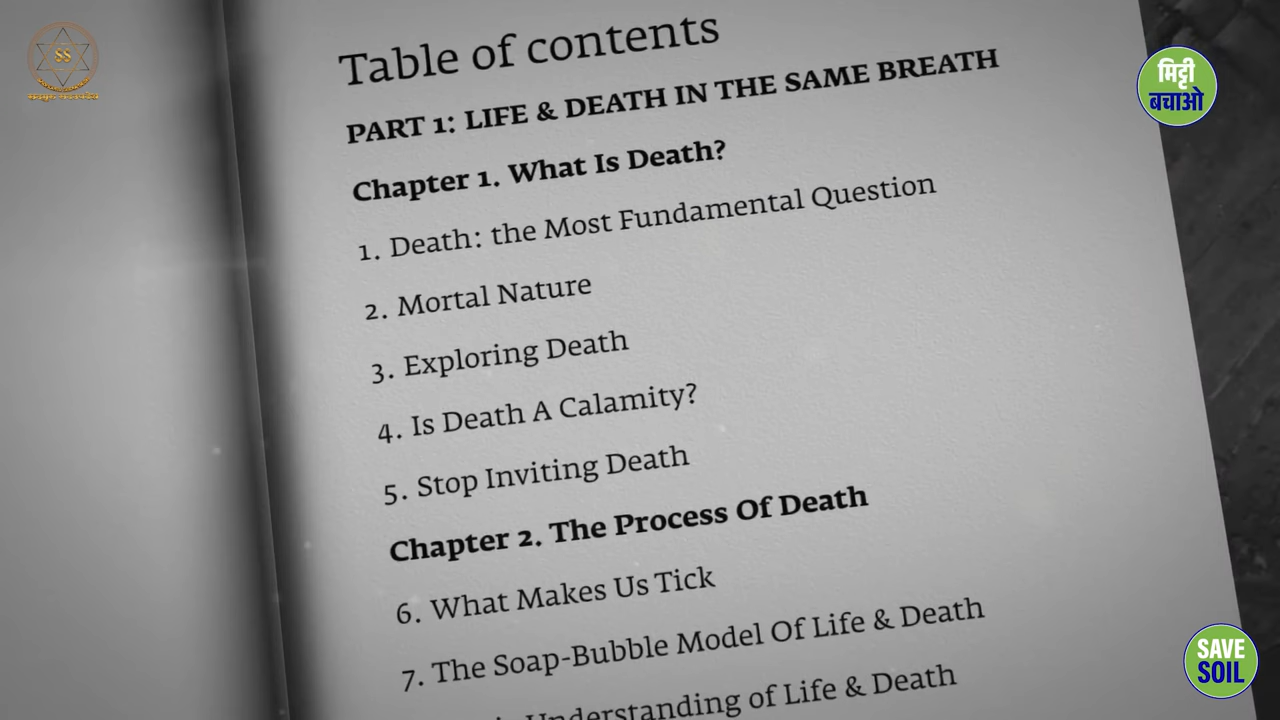 SS
Table of contents
PART 1: LIFE & DEATH IN THE SAME BREATH
Chapter 1. What Is Death?
1. Death: the Most Fundamental Question
2. Mortal Nature
3. Exploring Death
4. Is Death A Calamity?
5. Stop Inviting Death
Chapter 2. The Process Of Death
6. What Makes Us Tick
7. The Soap-Bubble Model Of Life & Death
Understanding of Life & Death
मिट्टी
बचाओ
SAVE
SOIL